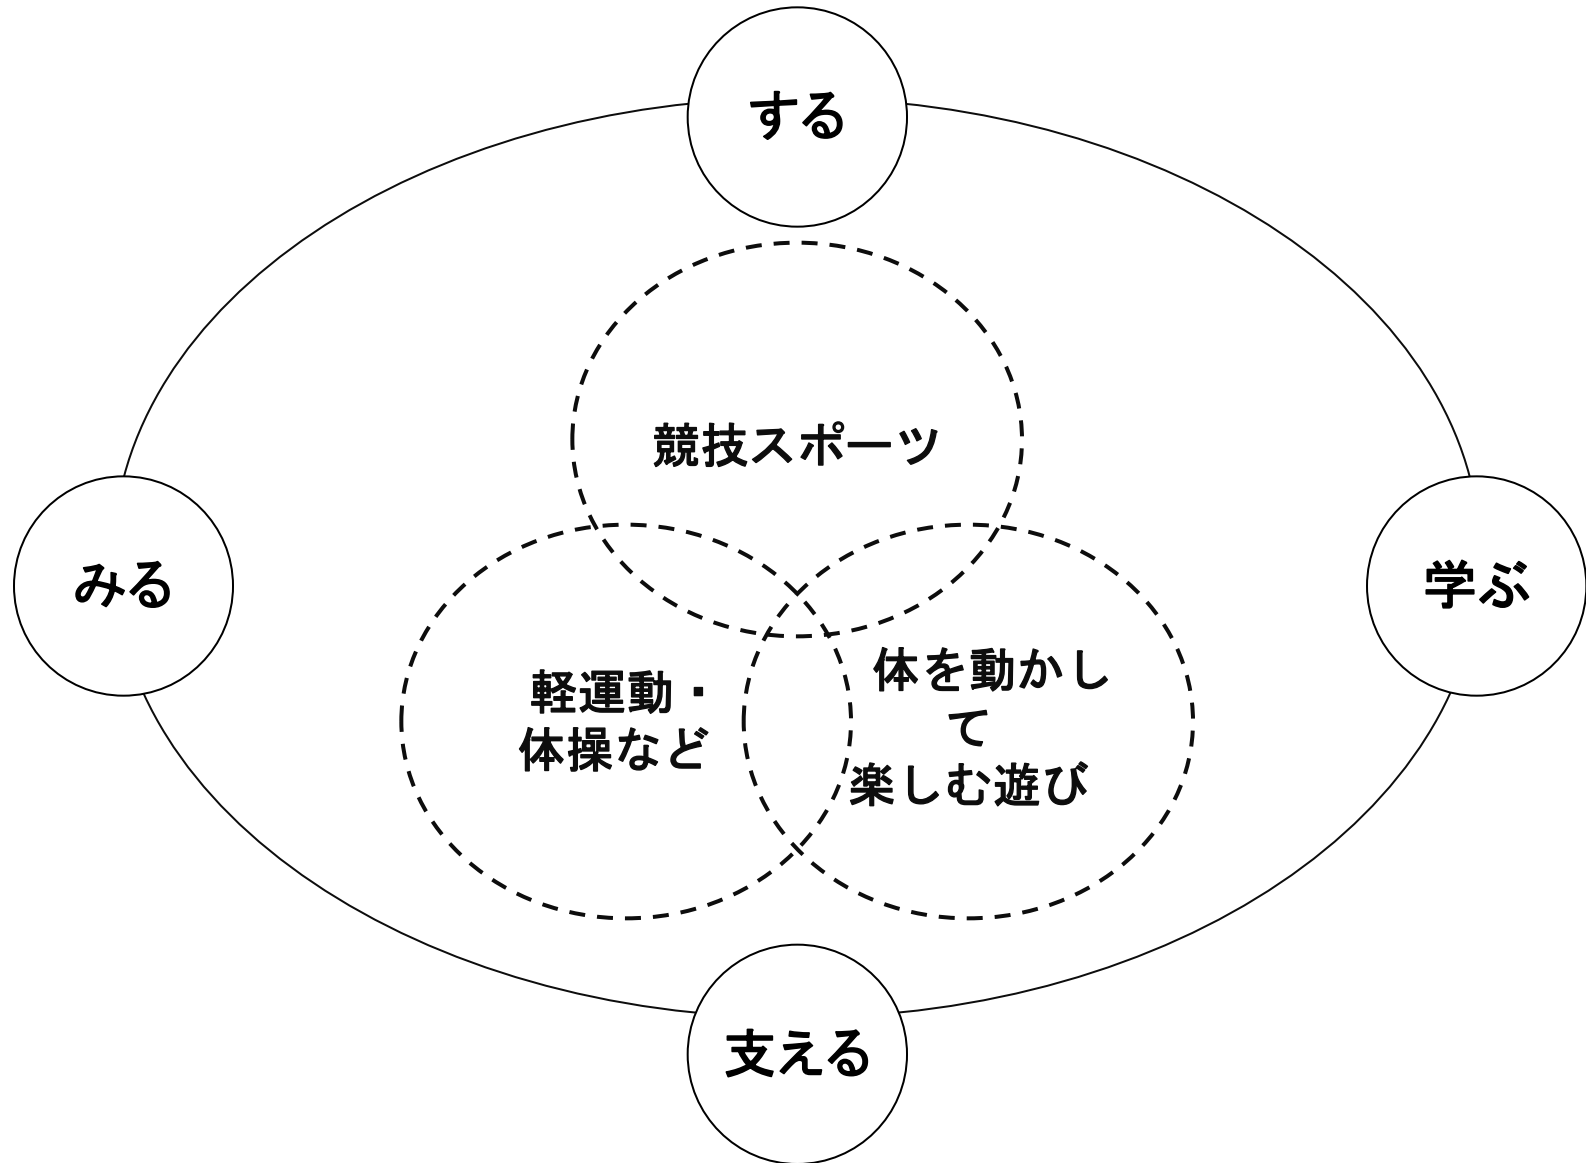 する
競技スポーツ
みる
学ぶ
軽運動・
体操など
体を動かし
て
楽しむ遊び
支える